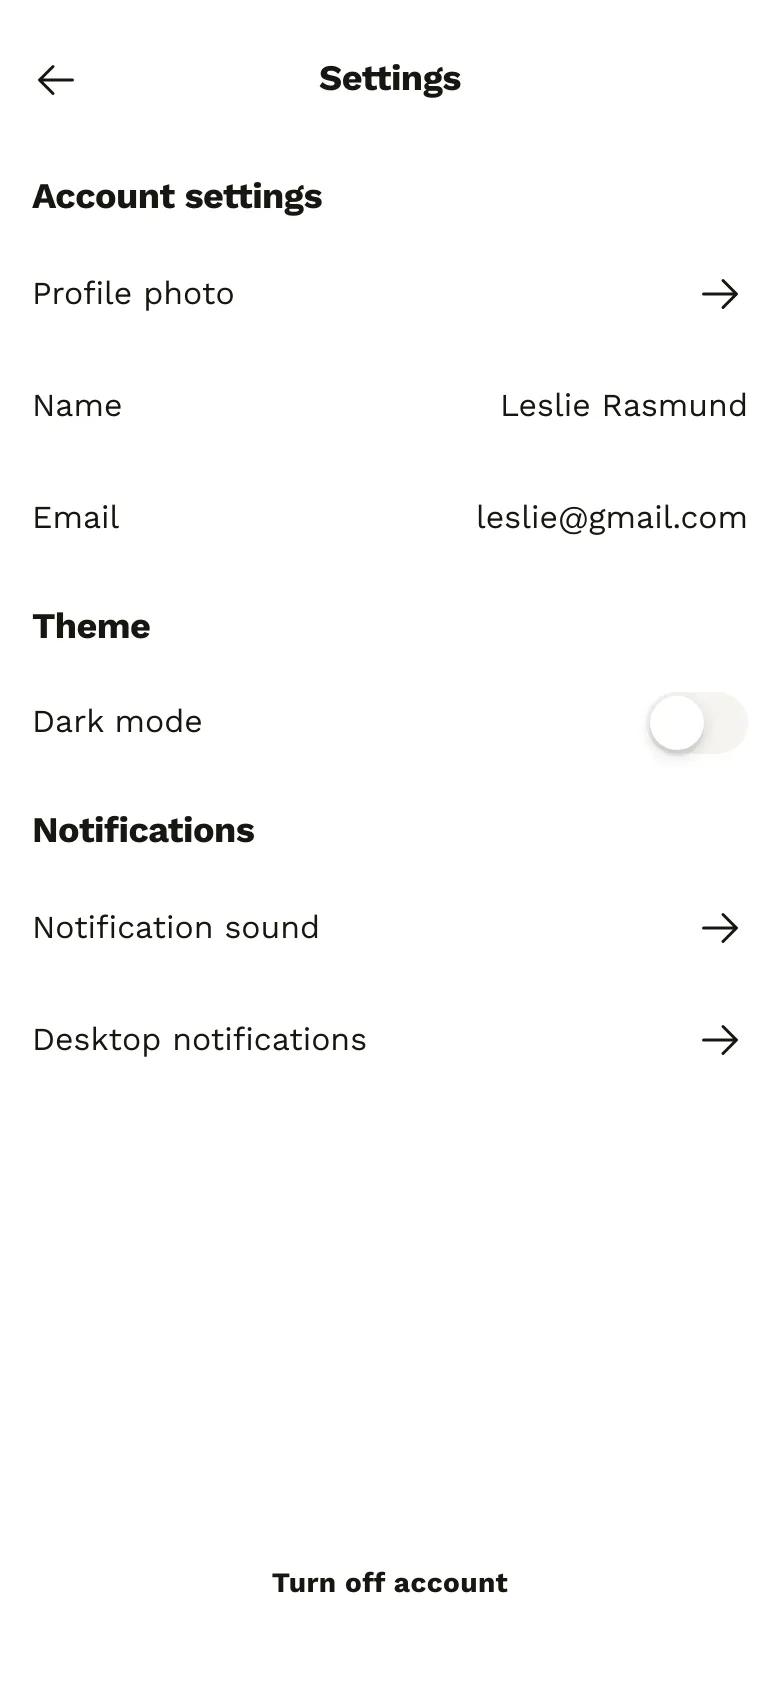 Settings
Account settings
Profile photo
Name Leslie Rasmund
Email leslie@gmail.com
Theme
Dark mode
Notifications
Notification sound
Desktop notifications
Turn off account